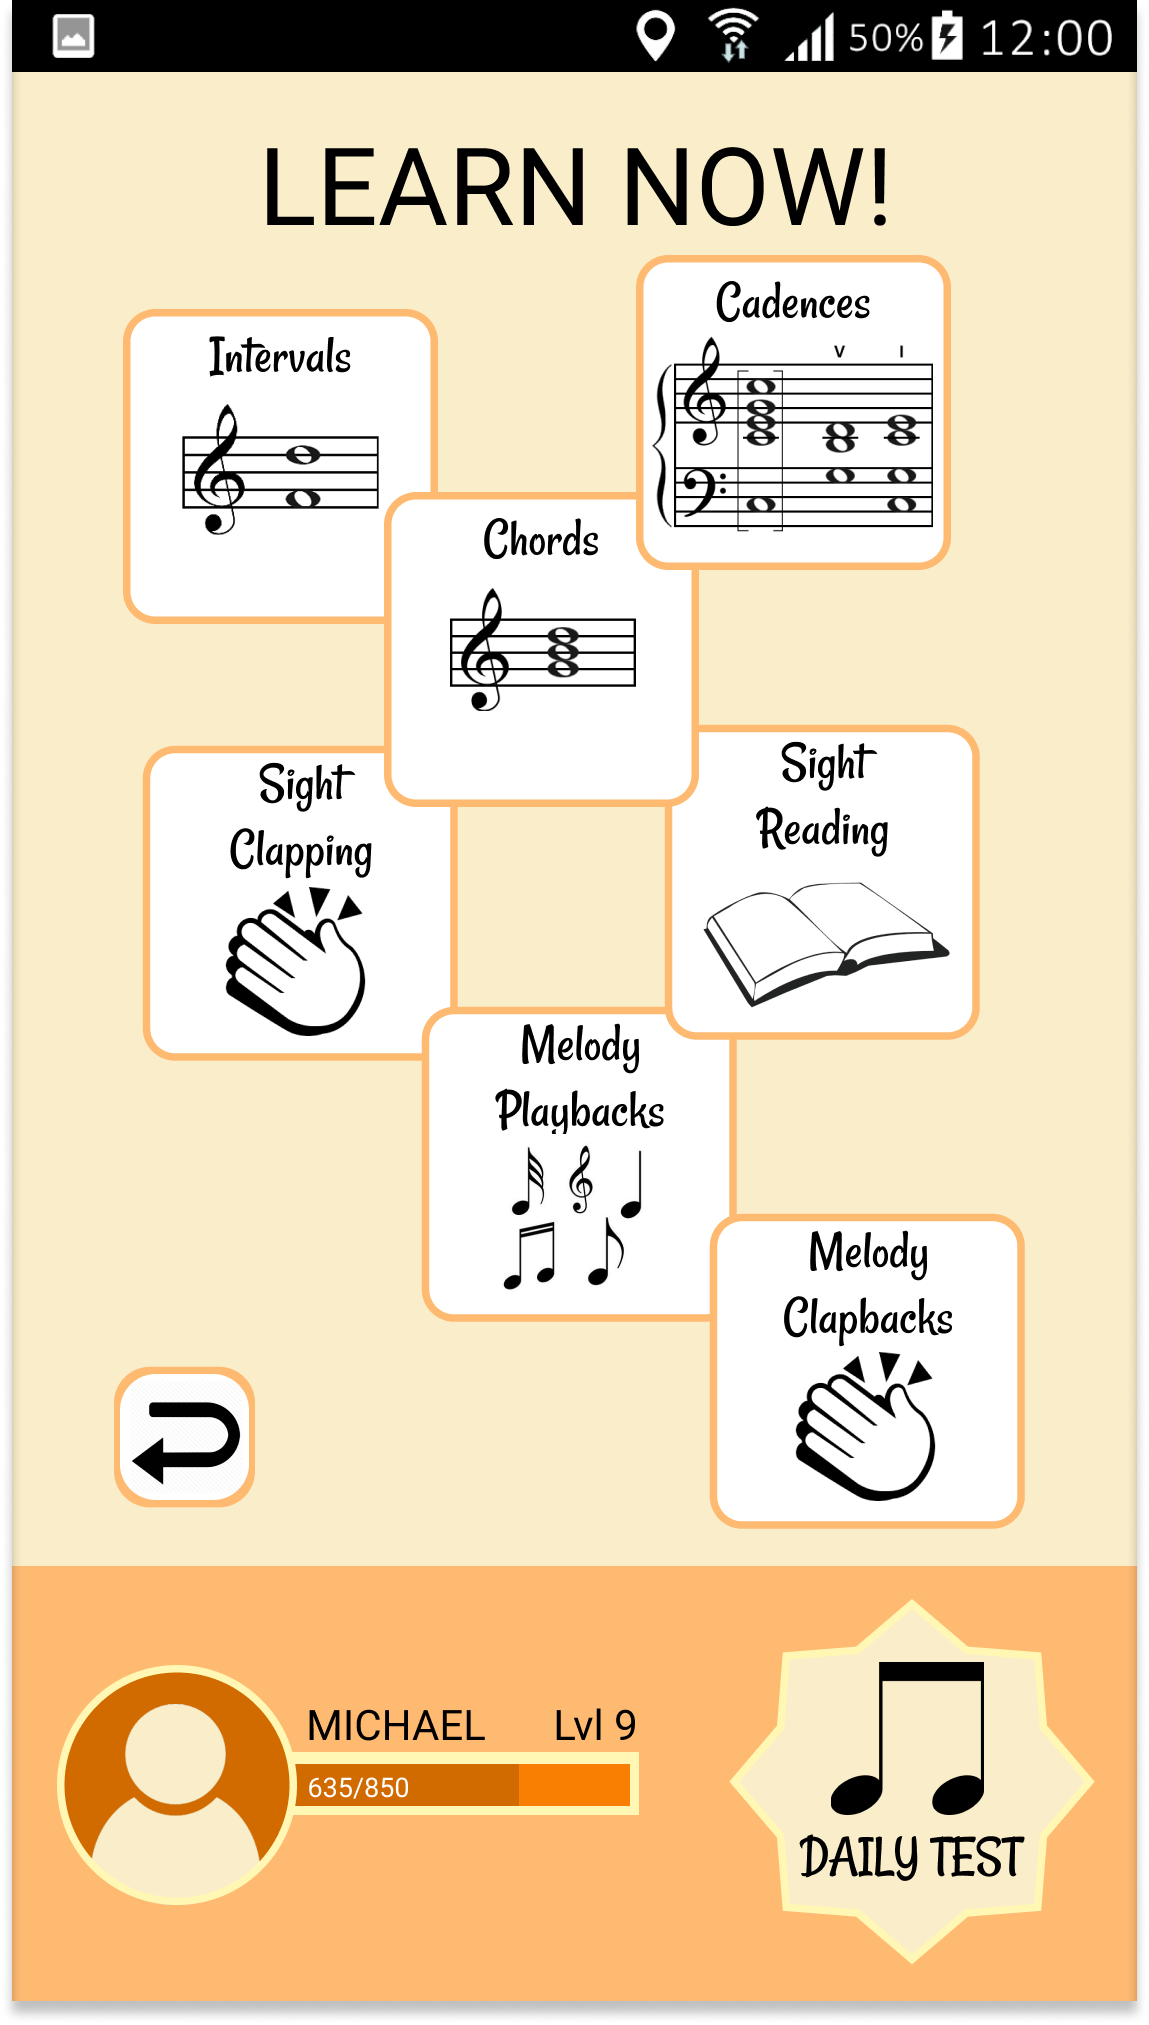 50% 12:00
LEARN NOW!
Cadences
V I
Intervals
Chords
Sight
Reading
Sight
Clapping
Melody
Playbacks
Melody
Clapbacks
MICHAEL Lvl 9
635/850
DAILY TEST